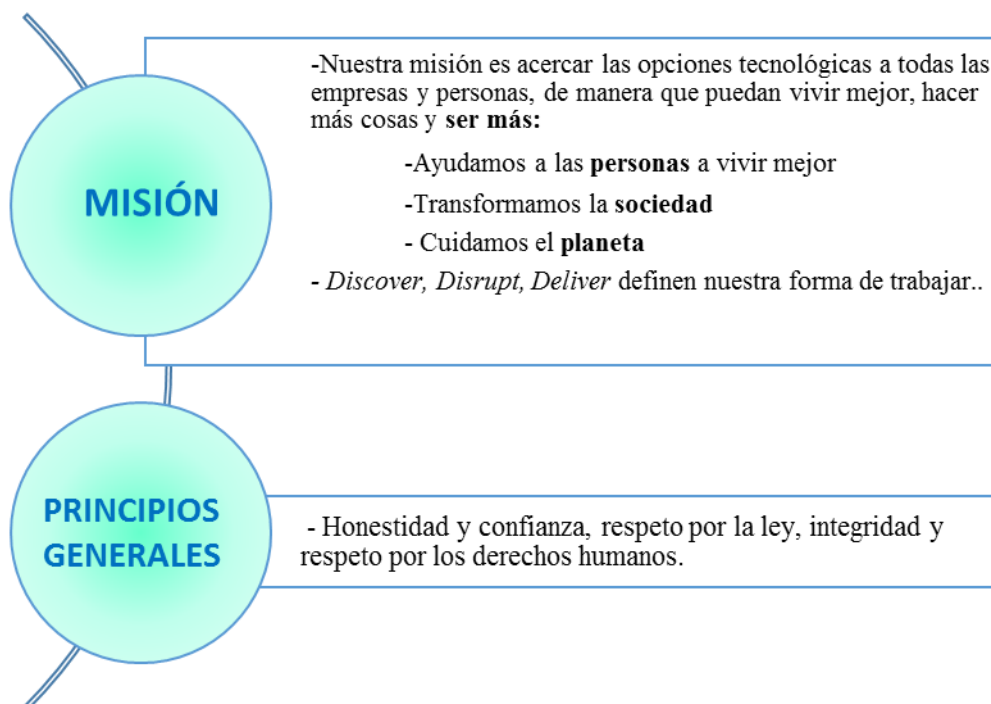 MISIÓN
-Nuestra misión es acercar las opciones tecnológicas a todas las
empresas y personas, de manera que puedan vivir mejor, hacer
más cosas y ser más:
-Ayudamos a las personas a vivir mejor
-Transformamos la sociedad
- Cuidamos el planeta
- Discover, Disrupt, Deliver definen nuestra forma de trabajar..
PRINCIPIOS
GENERALES
- Honestidad y confianza, respeto por la ley, integridad y
respeto por los derechos humanos.